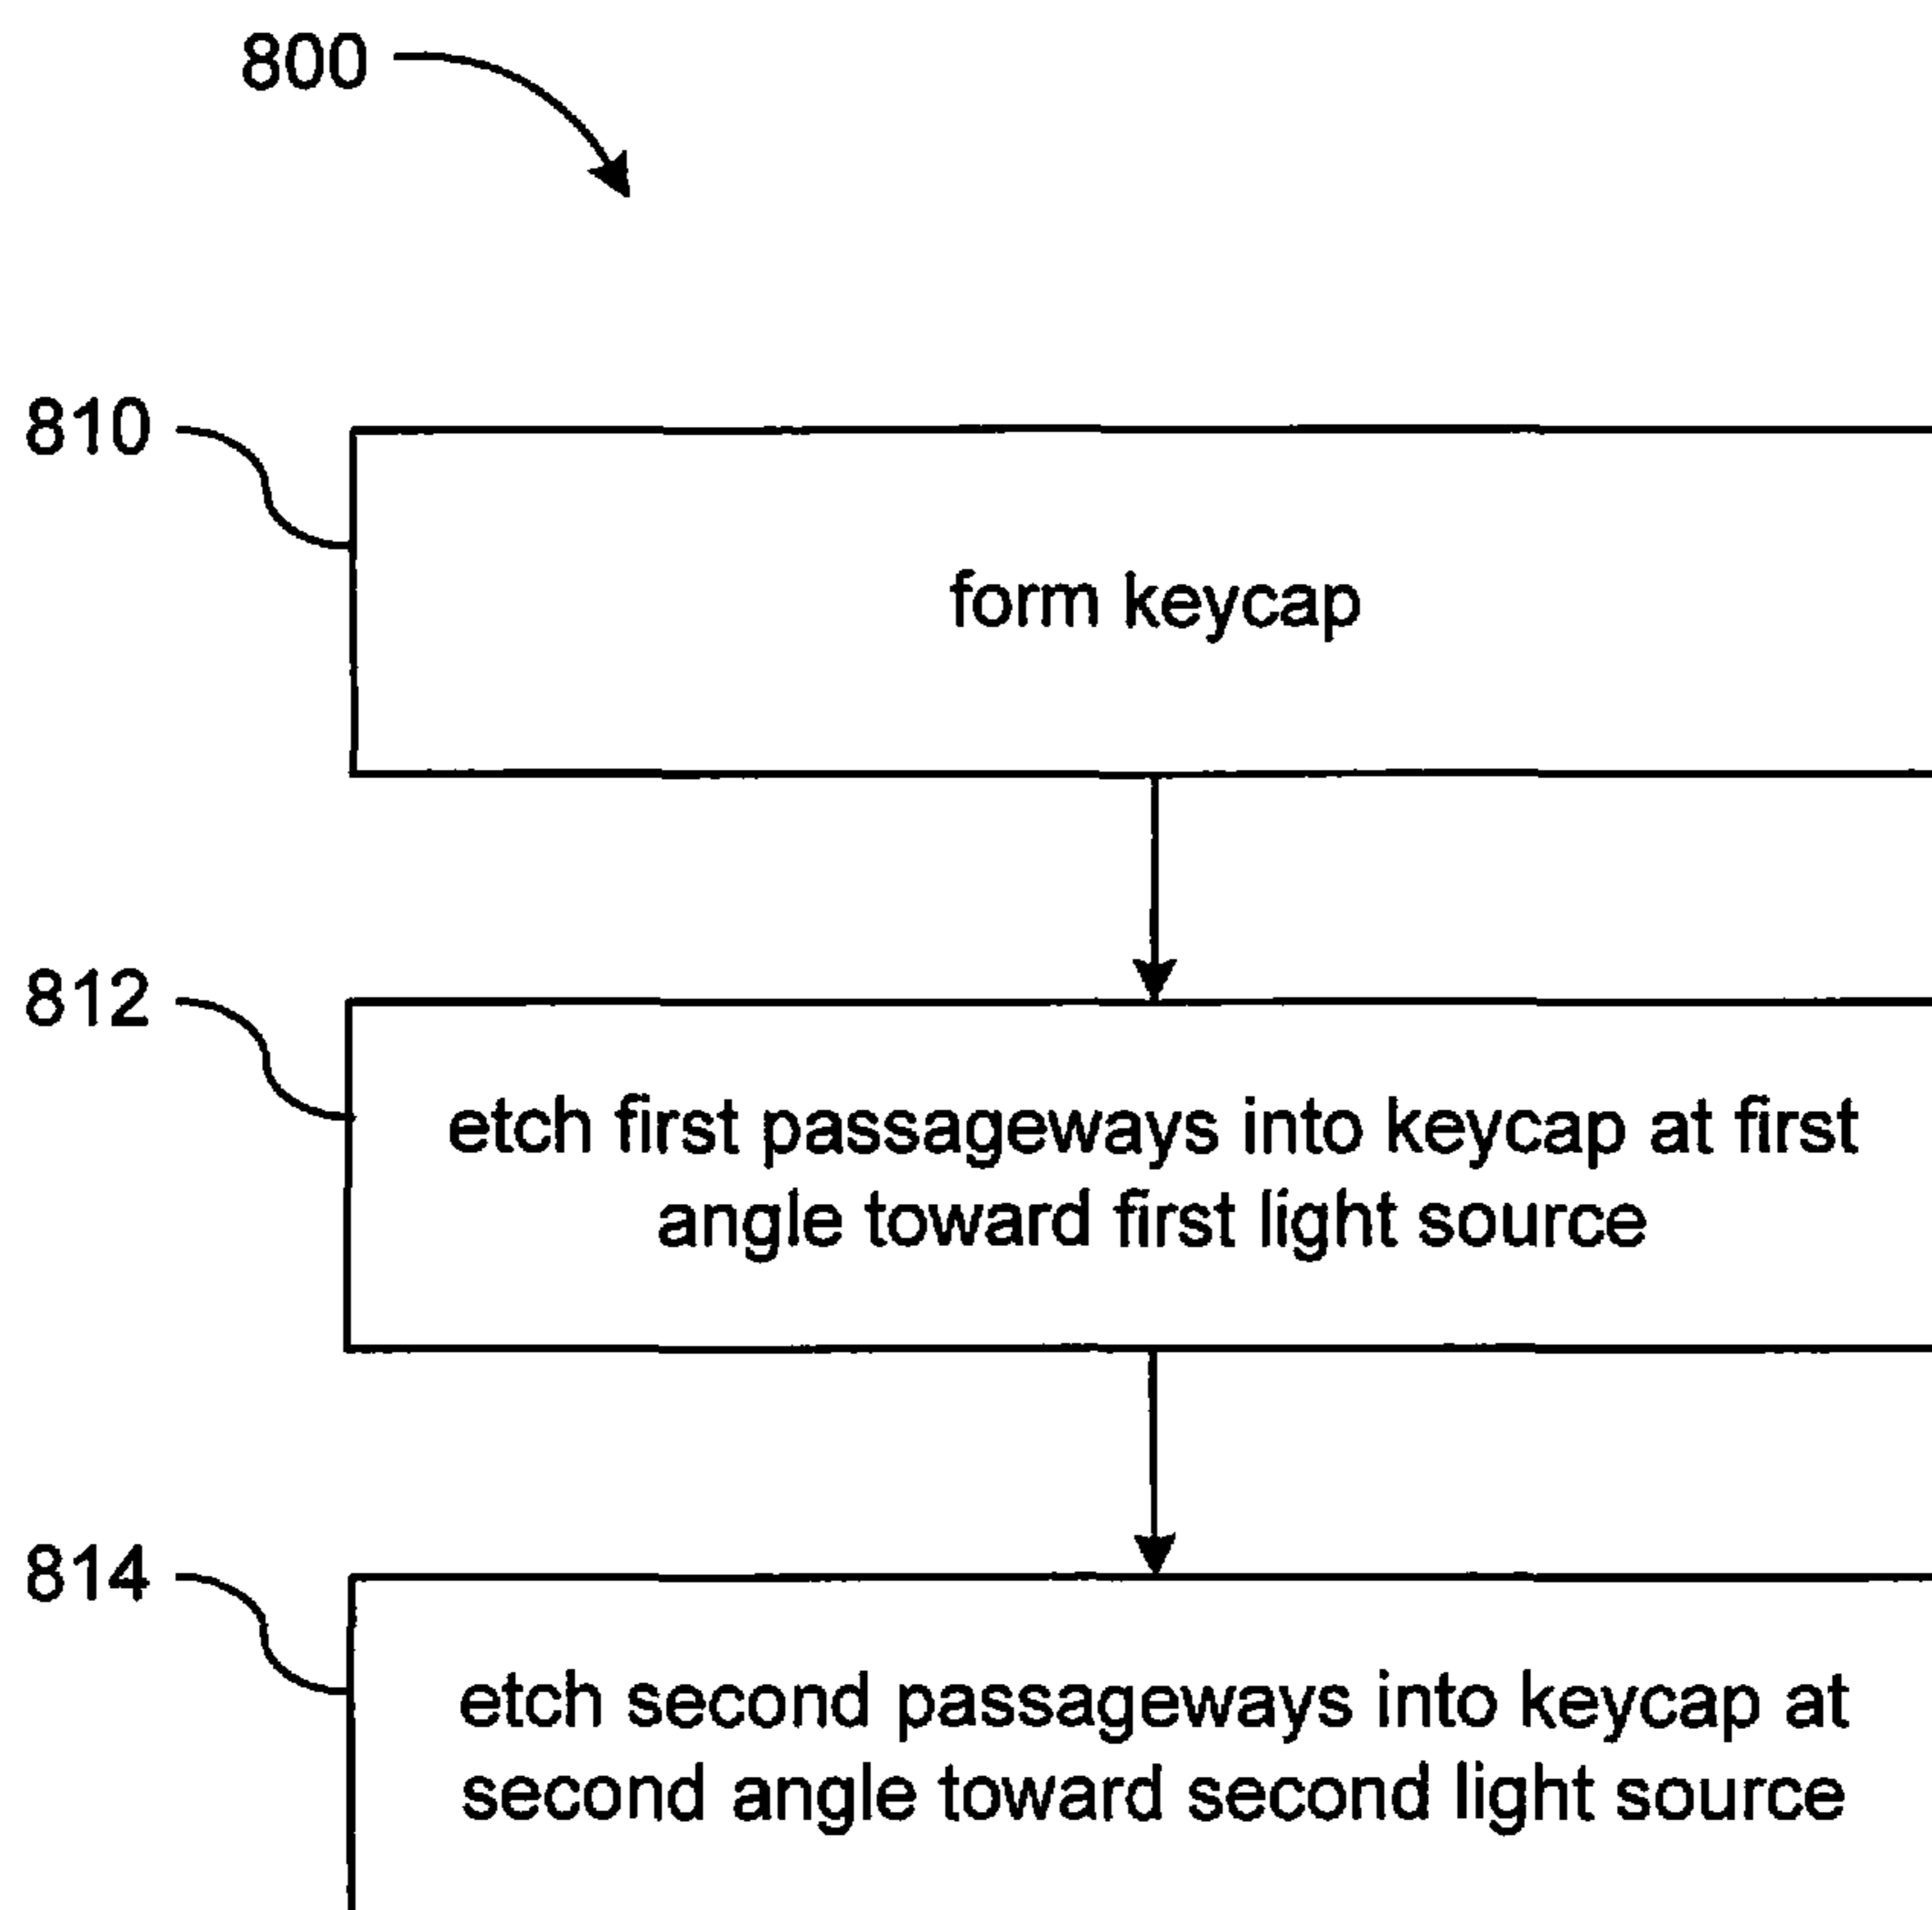 800
810
form keycap
812
etch first passageways into keycap at first
angle toward first light source
814
etch second passageways into keycap at
second angle toward second light source